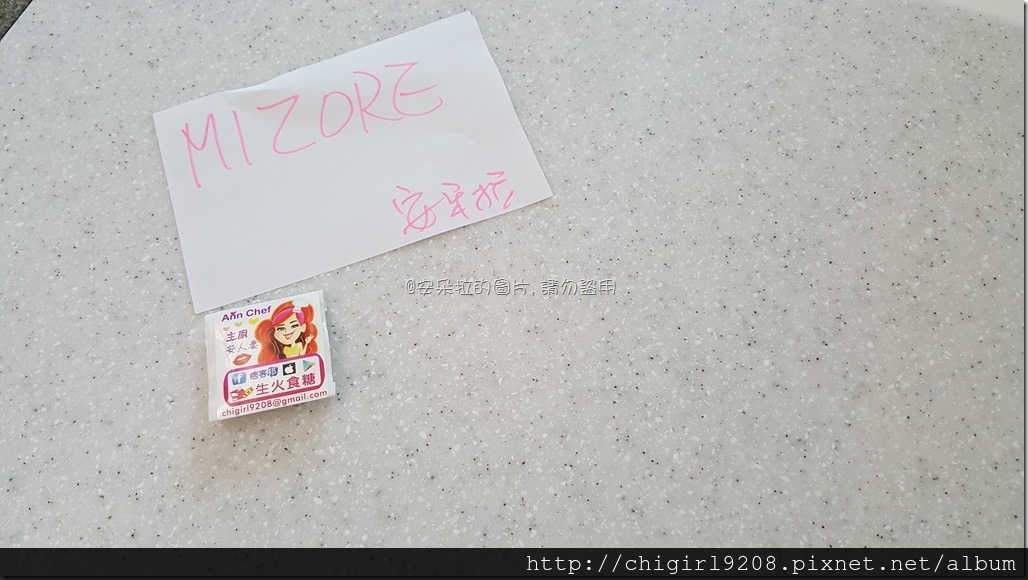 MIZORE
安朵拉
@安朵拉的圖片,請勿盜用
Ann Chef
主廚
安人妻
痞客邦
生火食糖
chigirl9208@gmail.com
http://chigirl9208.pixnet.net/album